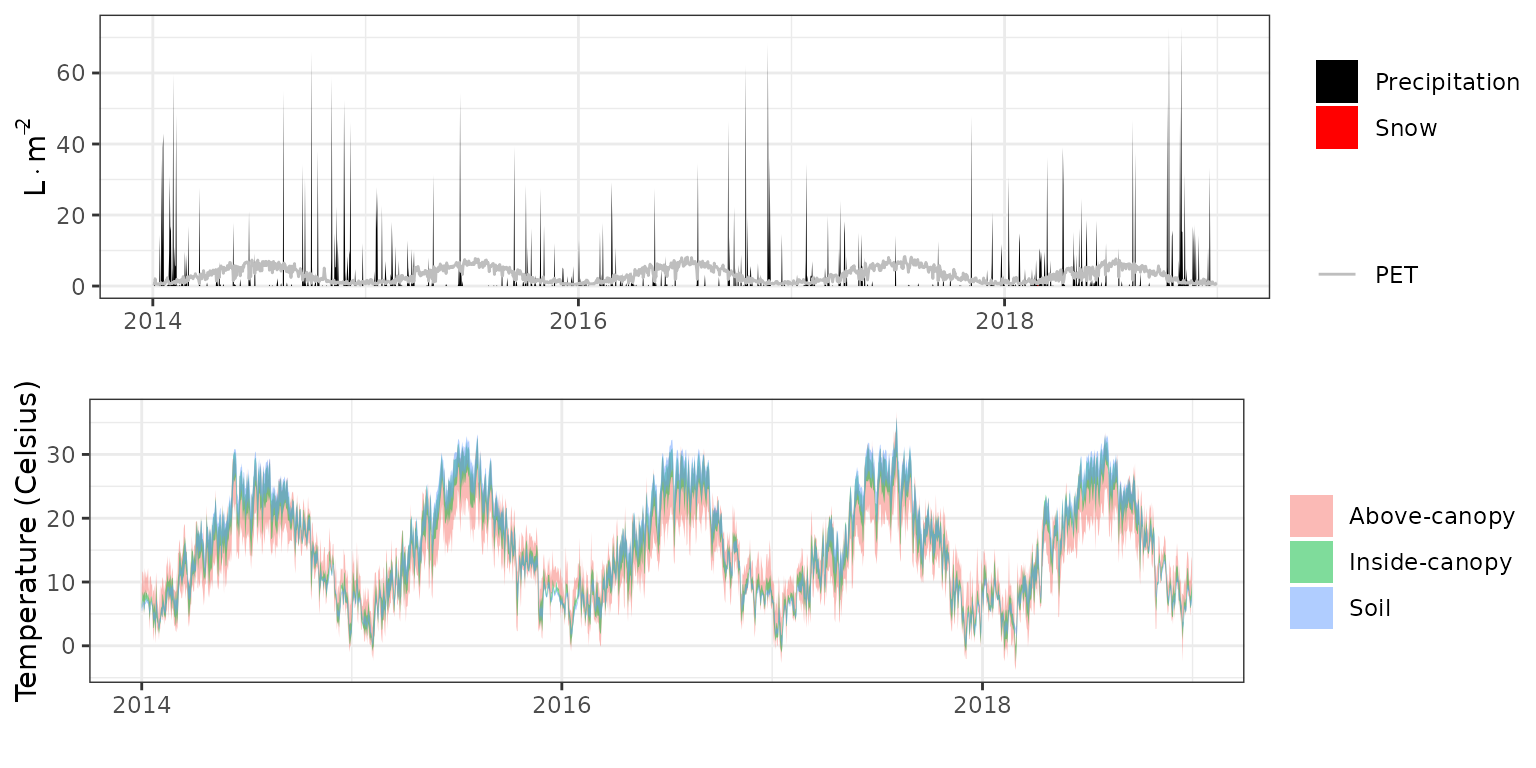 L · m⁻²
60
40
20
0
2014
2016
2018
Precipitation
Snow
PET
Temperature (Celsius)
30
20
10
0
2014
2016
2018
Above-canopy
Inside-canopy
Soil